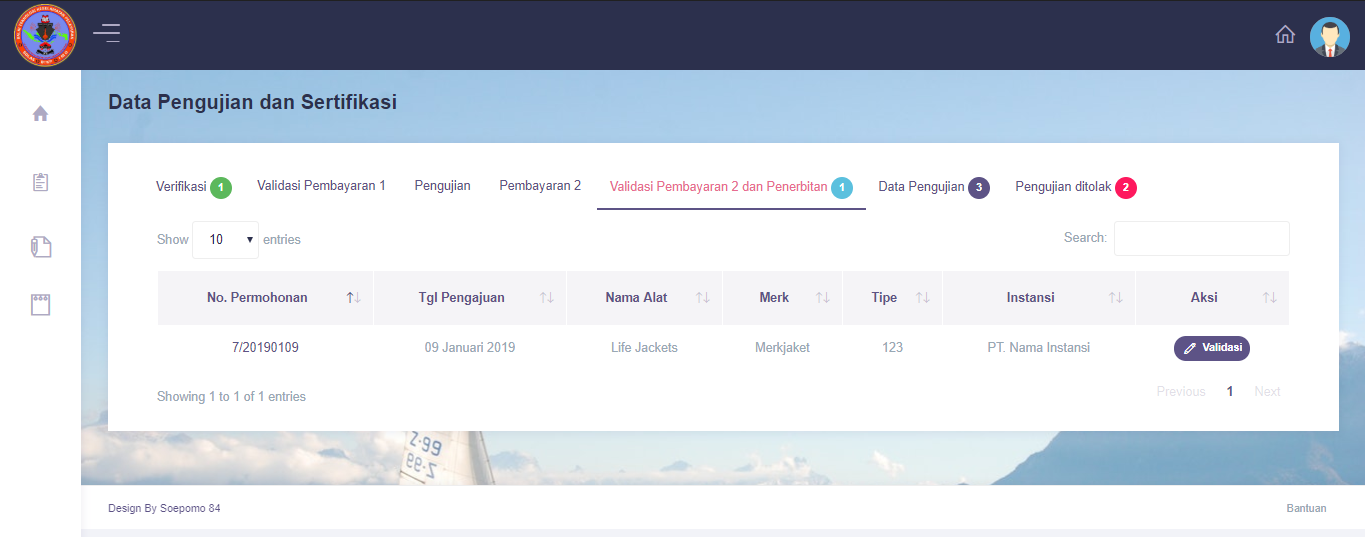 Data Pengujian dan Sertifikasi
Verifikasi 1 Validasi Pembayaran 1 Pengujian Pembayaran 2 Validasi Pembayaran 2 dan Penerbitan 1 Data Pengujian 3 Pengujian ditolak 2
Show 10 entries Search:
No. Permohonan Tgl Pengajuan Nama Alat Merk Tipe Instansi Aksi
7/20190109 09 Januari 2019 Life Jackets Merkjaket 123 PT. Nama Instansi Validasi
Showing 1 to 1 of 1 entries Previous 1 Next
Z-99
Z-99
Design By Soepomo 84 Bantuan